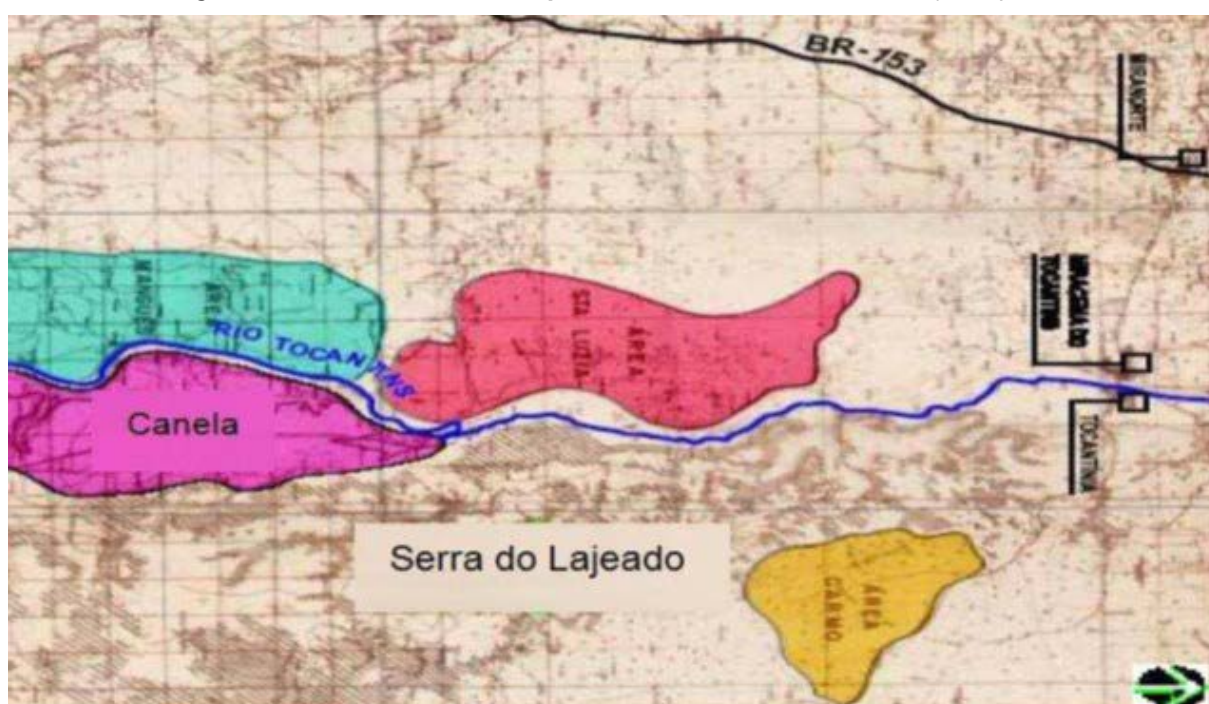 BR-153
MIRANORTE
ÁREA
MANGUES
RIO TOCANTINS
ÁREA
STA LUZIA
MIRACEMA DO
TOCANTINS
TOCANTINIA
Canela
Serra do Lajeado
ÁREA
CARMO